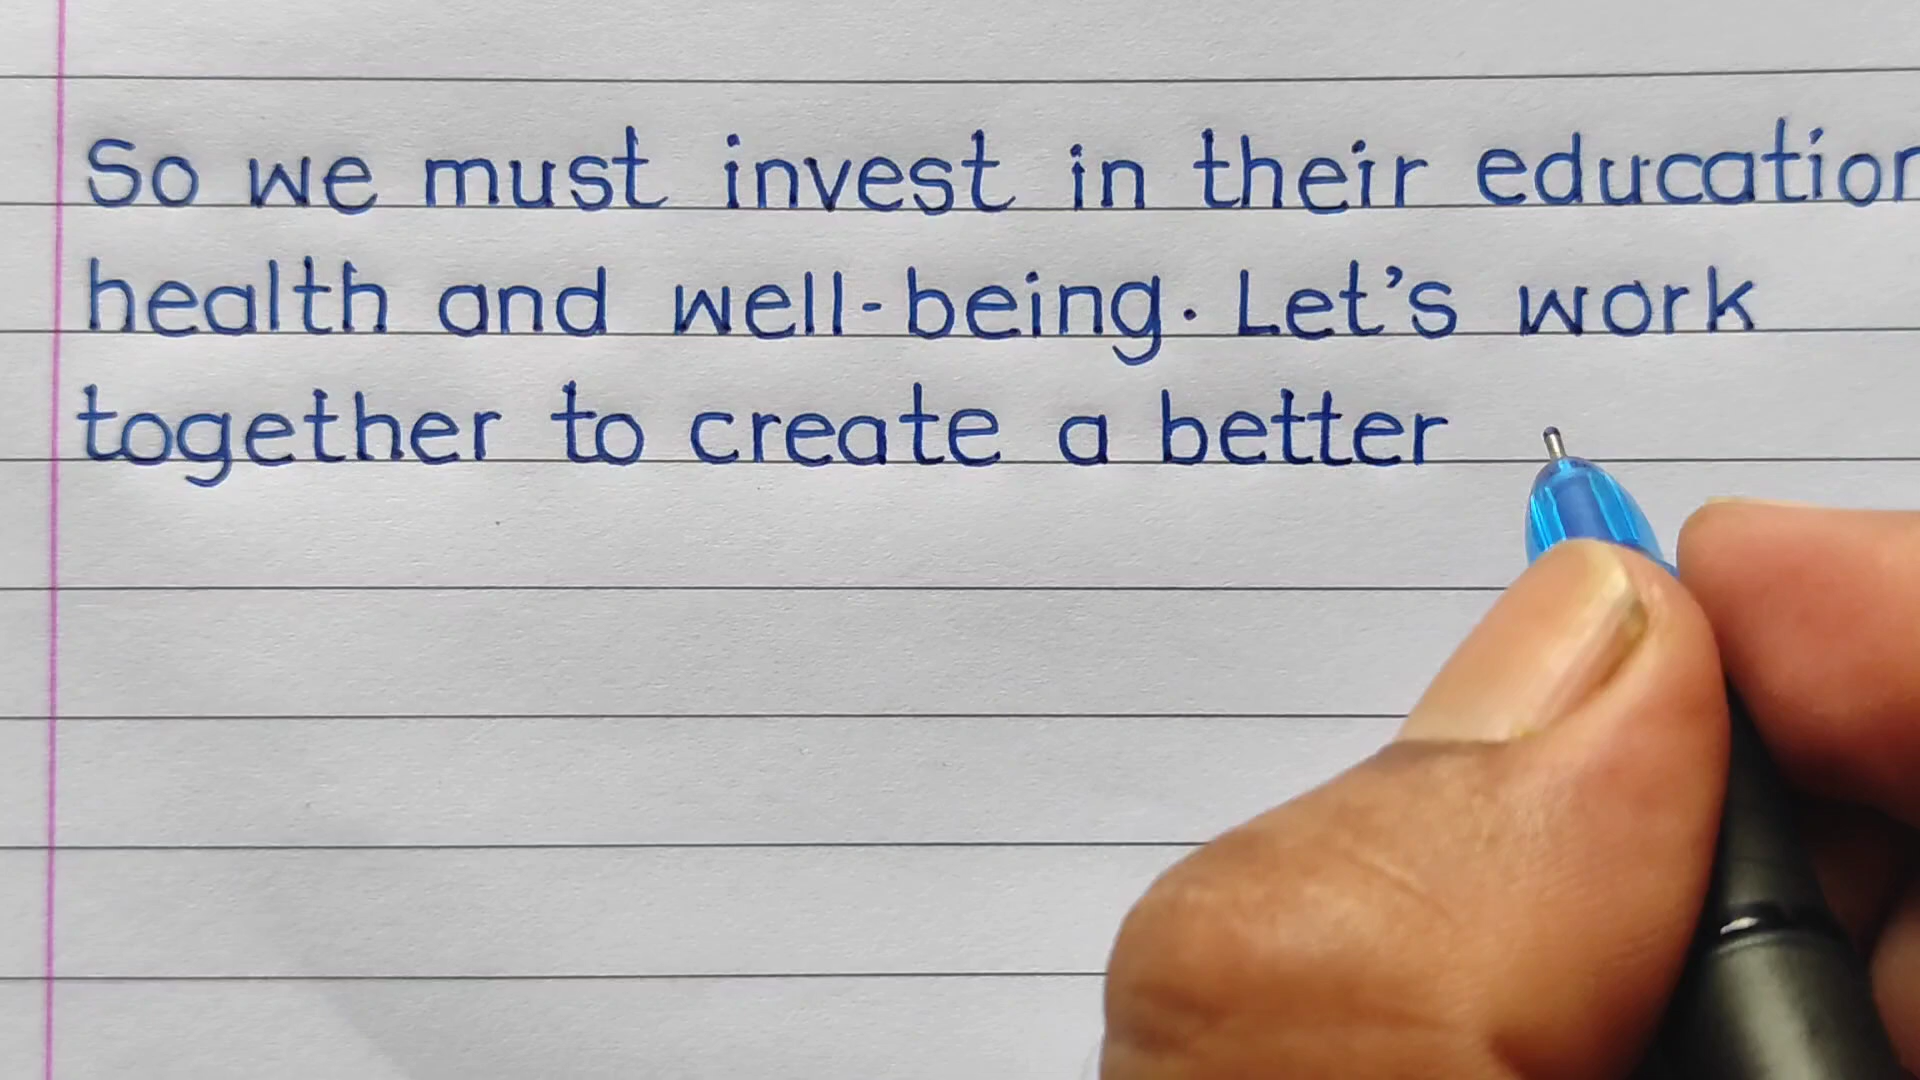 So we must invest in their education
health and well-being. Let's work
together to create a better